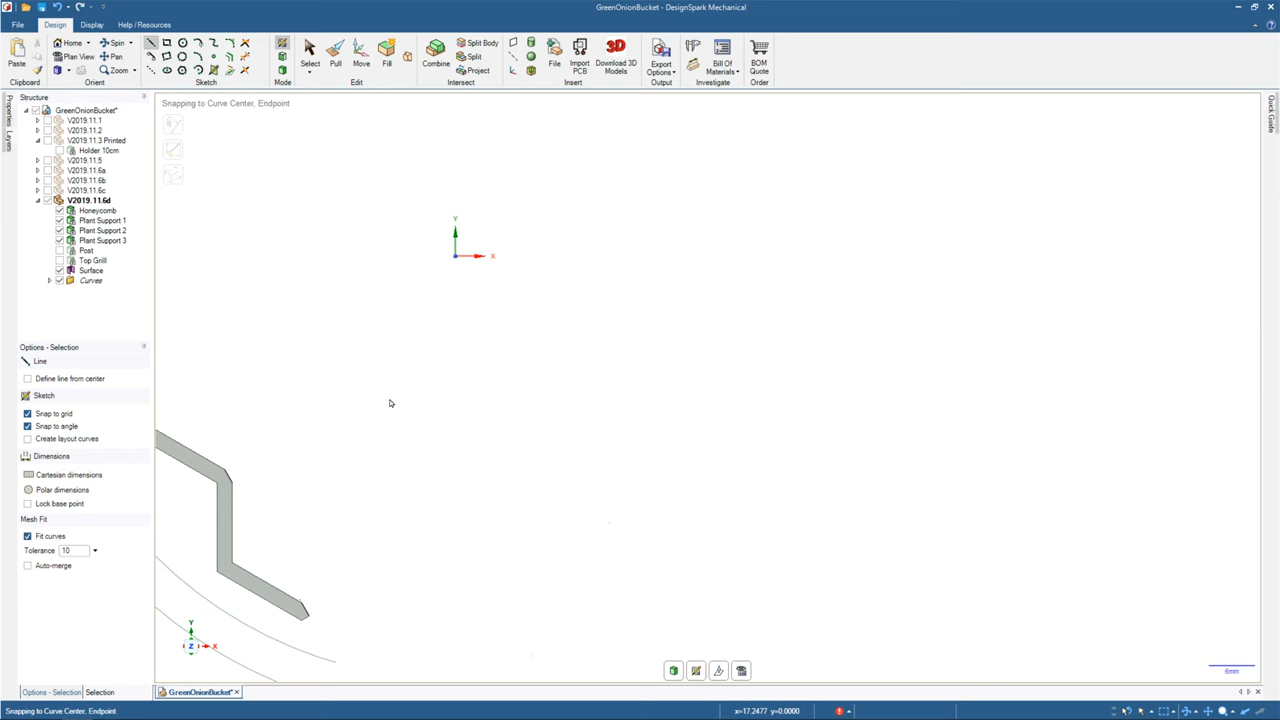 GreenOnionBucket - DesignSpark Mechanical
File Design Display Help / Resources
Home Spin Split Body
Plan View Pan Split
Zoom Project
Paste Select Pull Move Fill Combine File Import PCB Download 3D Models Export Options Bill Of Materials BOM Quote
3D
Clipboard Orient Sketch Mode Edit Intersect Insert Output Investigate Order
Structure
GreenOnionBucket*
V2019.11.1
V2019.11.2
V2019.11.3 Printed
Holder 10cm
V2019.11.5
V2019.11.6a
V2019.11.6b
V2019.11.6c
V2019.11.6d
Honeycomb
Plant Support 1
Plant Support 2
Plant Support 3
Post
Top Grill
Surface
Curves
Properties
Layers
Quick Guide
Snapping to Curve Center, Endpoint
Y
X
Options - Selection
Line
Define line from center
Sketch
Snap to grid
Snap to angle
Create layout curves
Dimensions
Cartesian dimensions
Polar dimensions
Lock base point
Mesh Fit
Fit curves
Tolerance 10
Auto-merge
Y
Z X
6mm
Options - Selection Selection
GreenOnionBucket*
Snapping to Curve Center, Endpoint
x=17.2477 y=0.0000